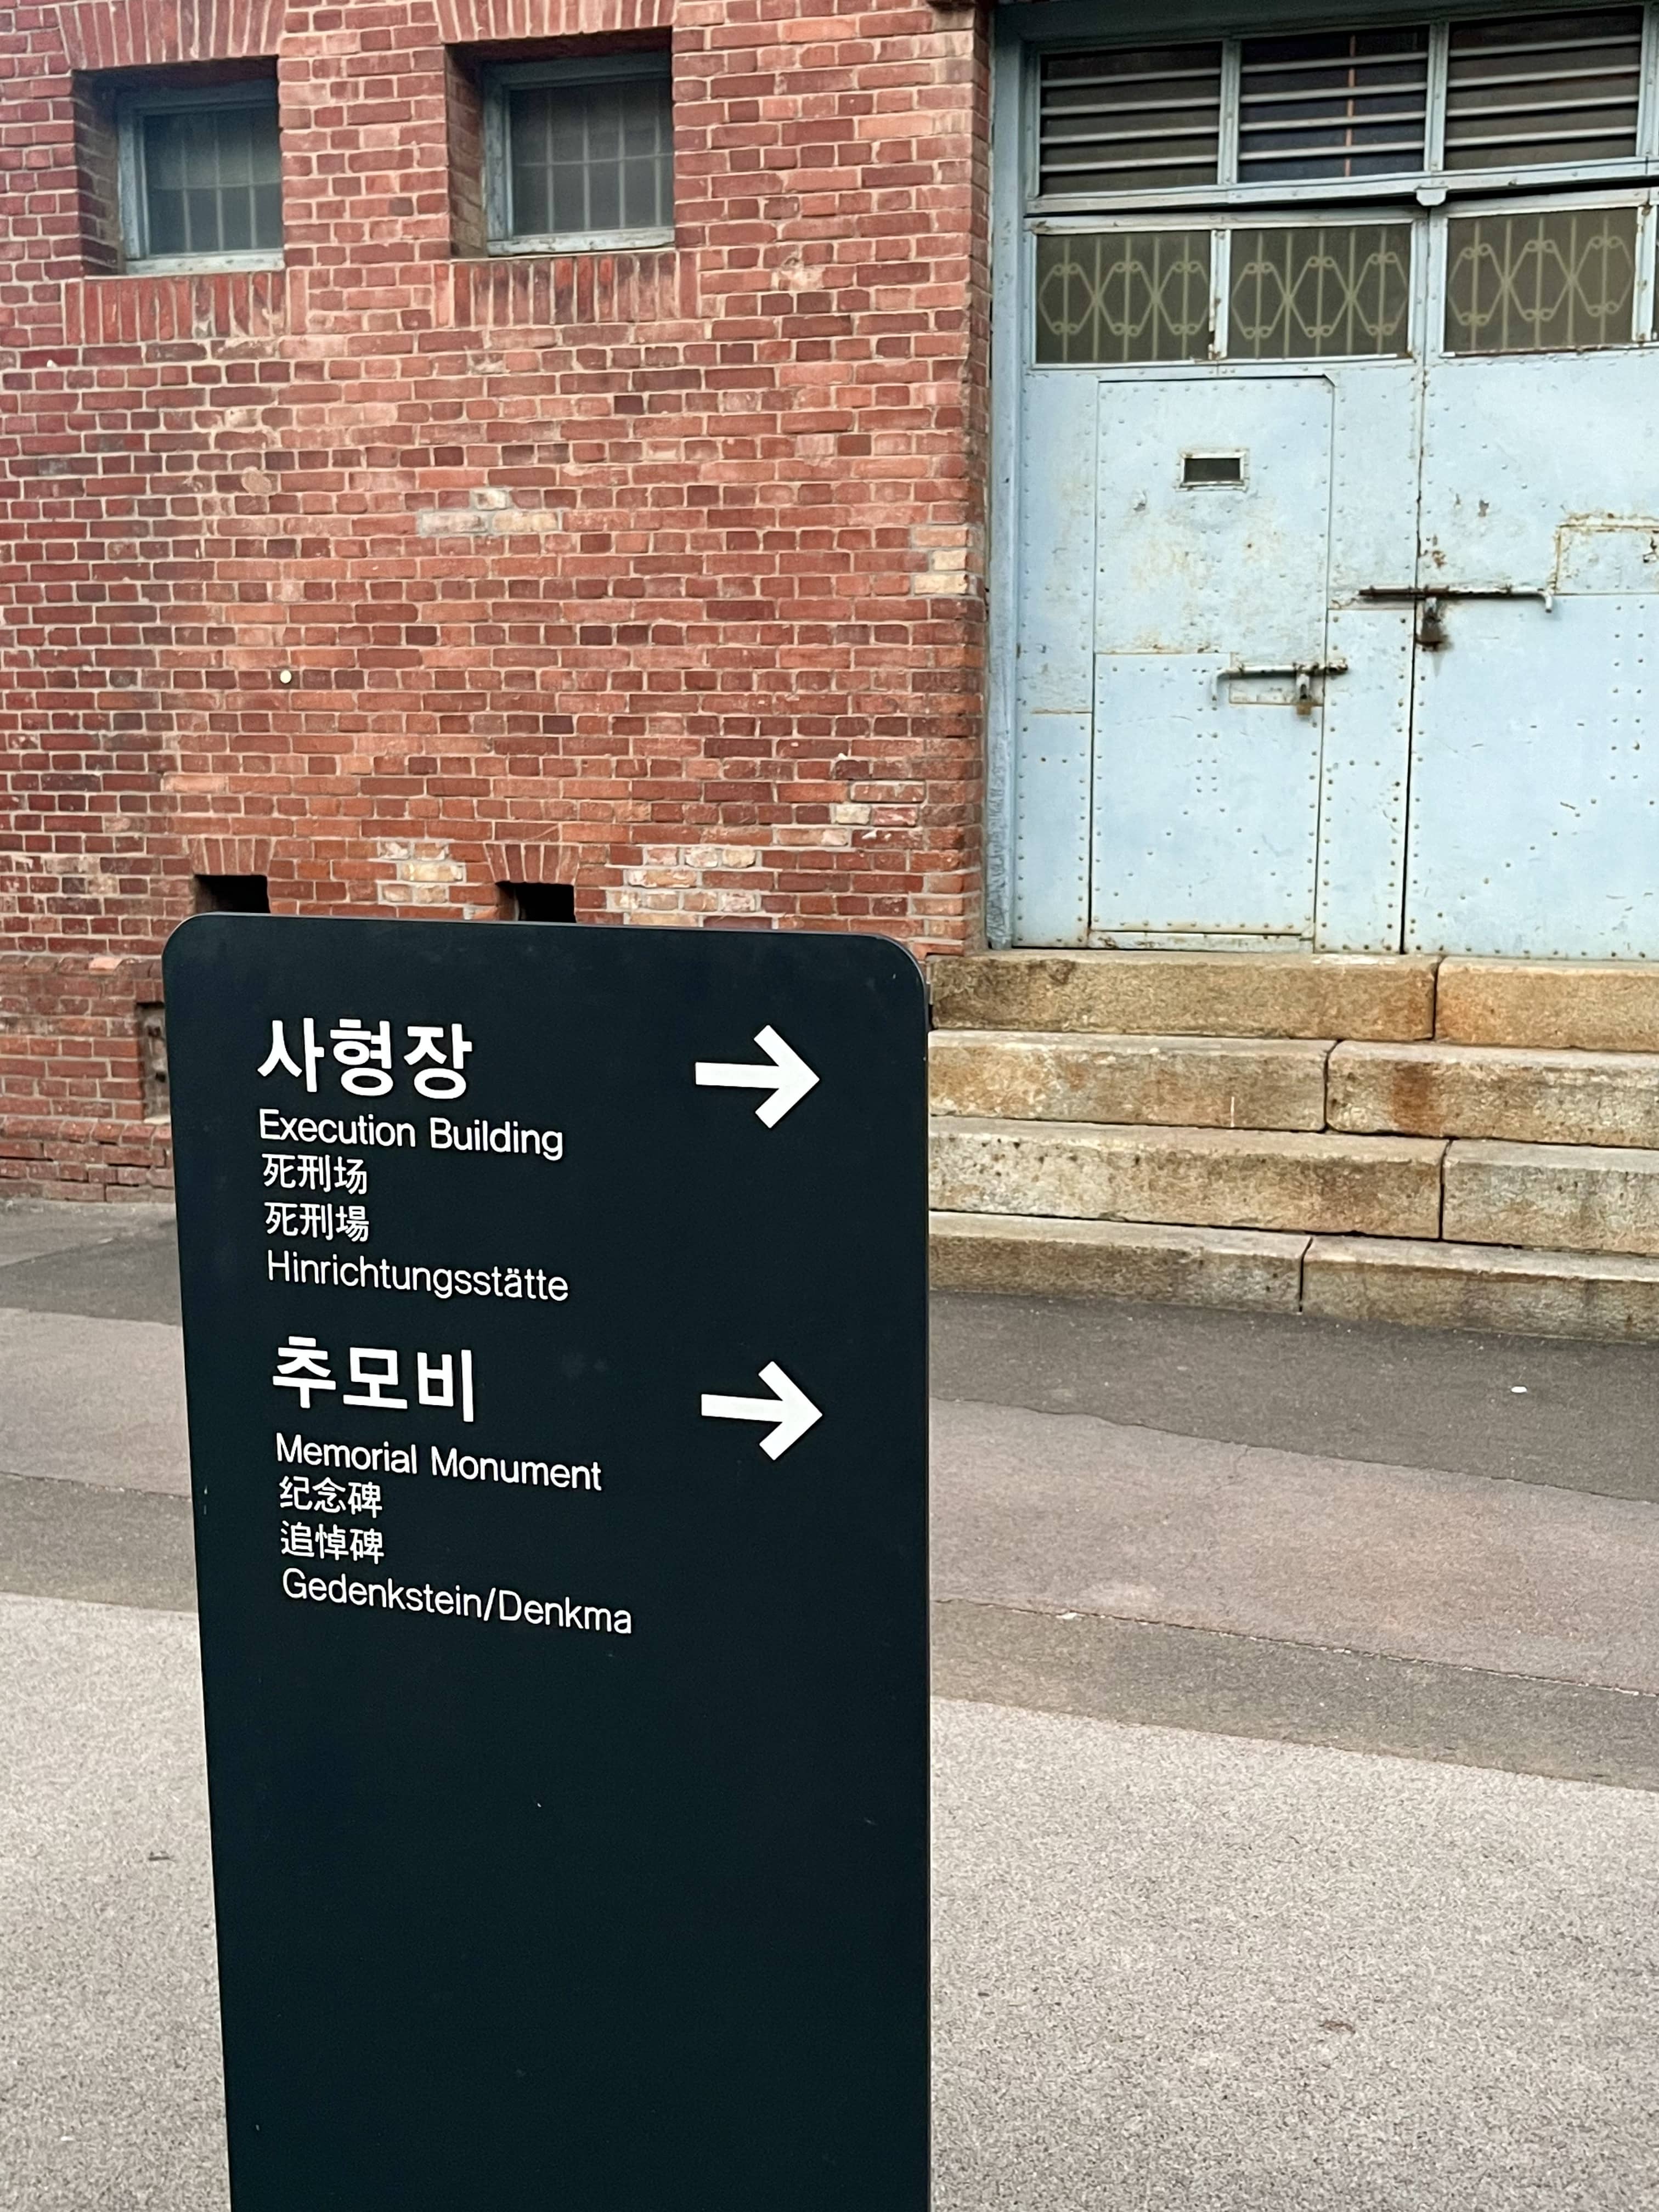 사형장
Execution Building
死刑场
死刑場
Hinrichtungsstätte
추모비
Memorial Monument
纪念碑
追悼碑
Gedenkstein/Denkma